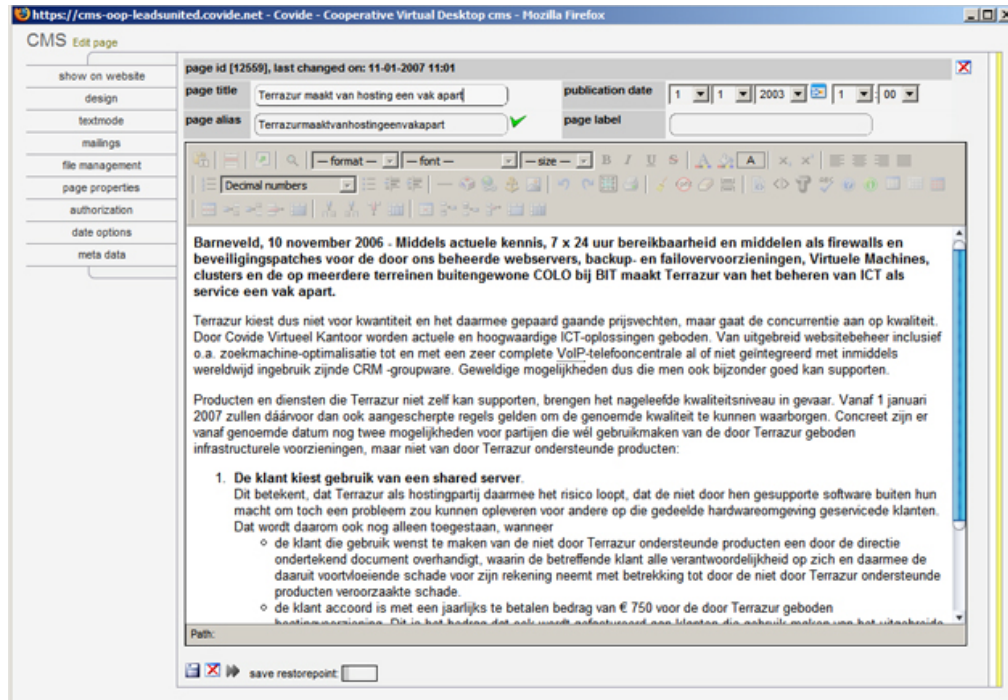 https://cms-oop-leadsunited.covide.net - Covide - Cooperative Virtual Desktop cms - Mozilla Firefox
CMS Edit page
show on website
design
textmode
mailings
file management
page properties
authorization
date options
meta data
page id [12559], last changed on: 11-01-2007 11:01
page title Terrazur maakt van hosting een vak apart publication date 1 1 2003 1 : 00
page alias Terrazurmaaktvanhostingeenvakapart page label
— format — — font — — size — B I U S A A x, x'
Decimal numbers
Barneveld, 10 november 2006 - Middels actuele kennis, 7 x 24 uur bereikbaarheid en middelen als firewalls en
beveiligingspatches voor de door ons beheerde webservers, backup- en failovervoorzieningen, Virtuele Machines,
clusters en de op meerdere terreinen buitengewone COLO bij BIT maakt Terrazur van het beheren van ICT als
service een vak apart.
Terrazur kiest dus niet voor kwantiteit en het daarmee gepaard gaande prijsvechten, maar gaat de concurrentie aan op kwaliteit.
Door Covide Virtueel Kantoor worden actuele en hoogwaardige ICT-oplossingen geboden. Van uitgebreid websitebeheer inclusief
o.a. zoekmachine-optimalisatie tot en met een zeer complete VoIP-telefooncentrale al of niet geïntegreerd met inmiddels
wereldwijd ingebruik zijnde CRM -groupware. Geweldige mogelijkheden dus die men ook bijzonder goed kan supporten.
Producten en diensten die Terrazur niet zelf kan supporten, brengen het nageleefde kwaliteitsniveau in gevaar. Vanaf 1 januari
2007 zullen dáárvoor dan ook aangescherpte regels gelden om de genoemde kwaliteit te kunnen waarborgen. Concreet zijn er
vanaf genoemde datum nog twee mogelijkheden voor partijen die wél gebruikmaken van de door Terrazur geboden
infrastructurele voorzieningen, maar niet van door Terrazur ondersteunde producten:
1. De klant kiest gebruik van een shared server.
Dit betekent, dat Terrazur als hostingpartij daarmee het risico loopt, dat de niet door hen gesupporte software buiten hun
macht om toch een probleem zou kunnen opleveren voor andere op die gedeelde hardwareomgeving geservicede klanten.
Dat wordt daarom ook nog alleen toegestaan, wanneer
de klant die gebruik wenst te maken van de niet door Terrazur ondersteunde producten een door de directie
ondertekend document overhandigt, waarin de betreffende klant alle verantwoordelijkheid op zich en daarmee de
daaruit voortvloeiende schade voor zijn rekening neemt met betrekking tot door de niet door Terrazur ondersteunde
producten veroorzaakte schade.
de klant accoord is met een jaarlijks te betalen bedrag van € 750 voor de door Terrazur geboden
Path:
save restorepoint: